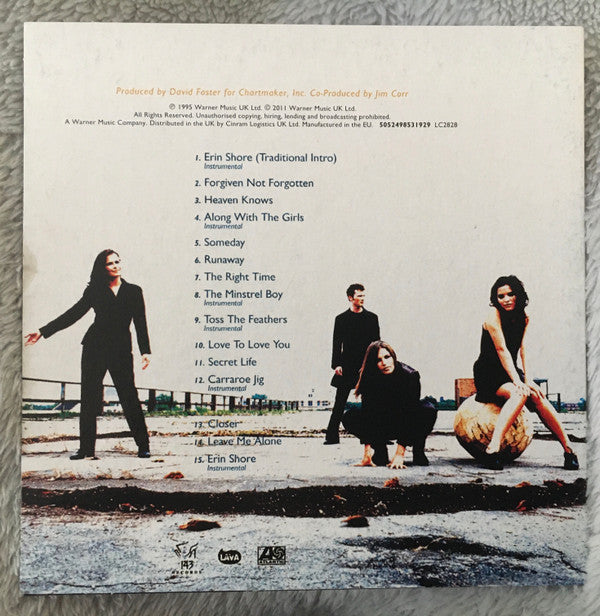 Produced by David Foster for Chartmaker, Inc. Co-Produced by Jim Corr
℗ 1995 Warner Music UK Ltd. © 2011 Warner Music UK Ltd.
All Rights Reserved. Unauthorised copying, hiring, lending and broadcasting prohibited.
A Warner Music Company. Distributed in the UK by Cinram Logistics UK Ltd. Manufactured in the EU. 5052498531929 LC2828
1. Erin Shore (Traditional Intro)
Instrumental
2. Forgiven Not Forgotten
3. Heaven Knows
4. Along With The Girls
Instrumental
5. Someday
6. Runaway
7. The Right Time
8. The Minstrel Boy
Instrumental
9. Toss The Feathers
Instrumental
10. Love To Love You
11. Secret Life
12. Carraroe Jig
Instrumental
13. Closer
14. Leave Me Alone
15. Erin Shore
Instrumental
143
RECORDS
LAVA
ATLANTIC